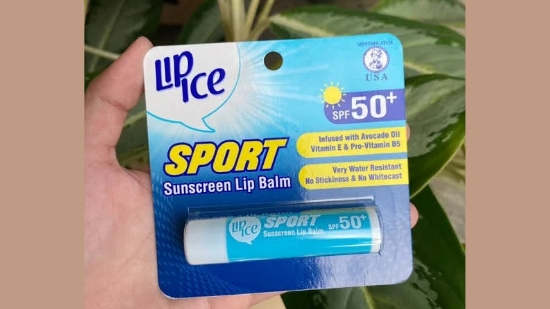 LIP
ICE
USA
SPF 50+
SPORT
Sunscreen Lip Balm
Infused with Avocado Oil
Vitamin E & Pro-Vitamin B5
Very Water Resistant
No Stickiness & No Whitecast
LIP
ICE
SPORT
Sunscreen Lip Balm
SPF 50+